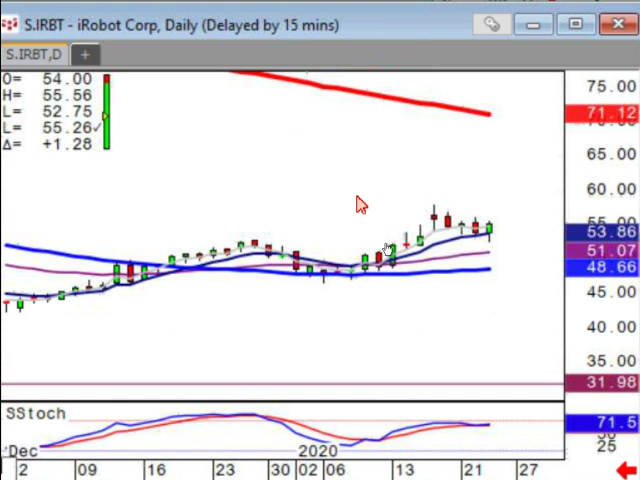 S.IRBT - iRobot Corp, Daily (Delayed by 15 mins)
S.IRBT,D +
O= 54.00
H= 55.56
L= 52.75
L= 55.26✓
Δ= +1.28
75.00
71.12
65.00
60.00
53.86
51.07
48.66
45.00
40.00
35.00
31.98
SStoch
71.5
25
'Dec 2020
2 09 16 23 30 02 06 13 21 27